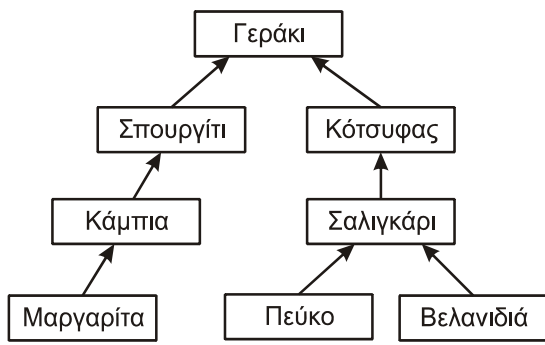 Γεράκι
Σπουργίτι
Κότσυφας
Κάμπια
Σαλιγκάρι
Μαργαρίτα
Πεύκο
Βελανιδιά